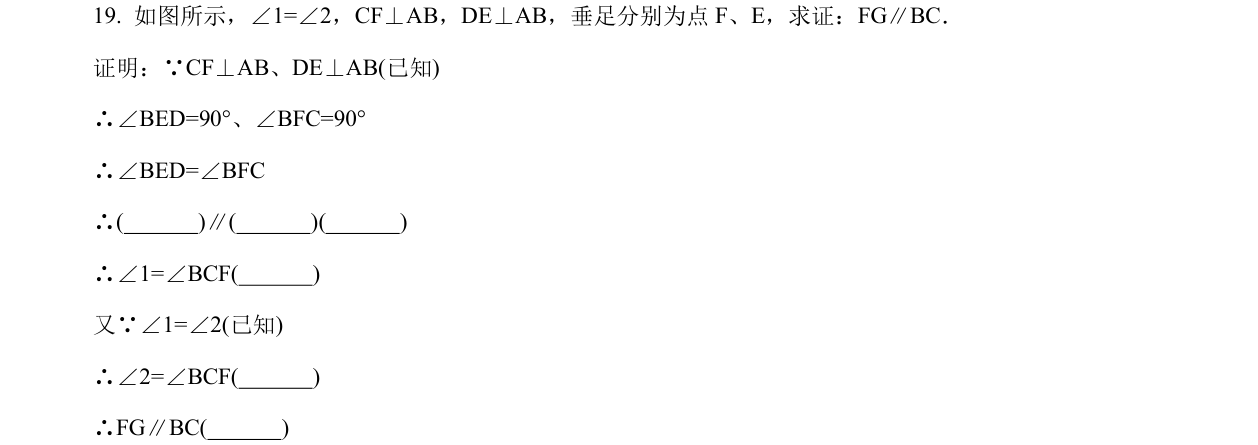 19. 如图所示，∠1=∠2，CF⊥AB，DE⊥AB，垂足分别为点 F、E，求证：FG∥BC．
证明：∵CF⊥AB、DE⊥AB(已知)
∴∠BED=90°、∠BFC=90°
∴∠BED=∠BFC
∴(______)∥(______)(______)
∴∠1=∠BCF(______)
又∵∠1=∠2(已知)
∴∠2=∠BCF(______)
∴FG∥BC(______)